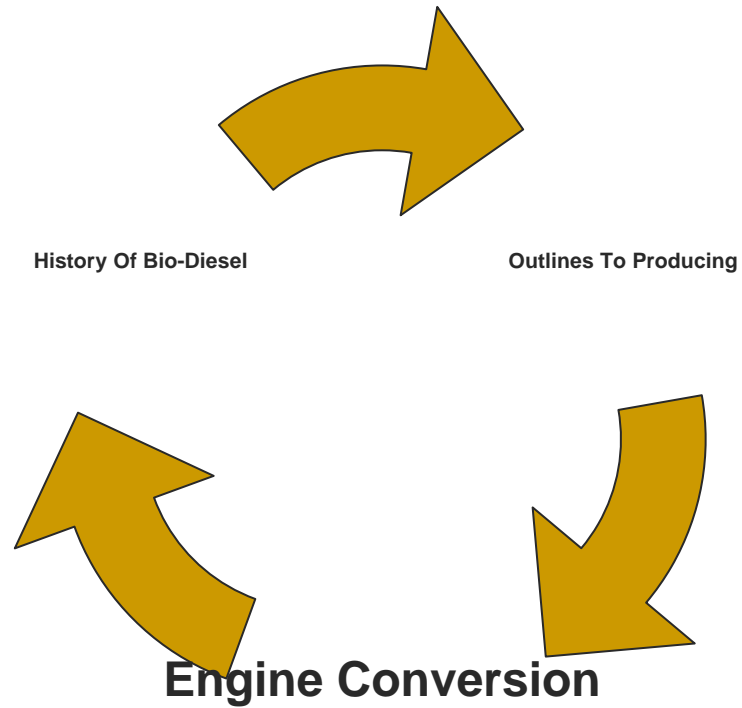 History Of Bio-Diesel
Outlines To Producing
Engine Conversion